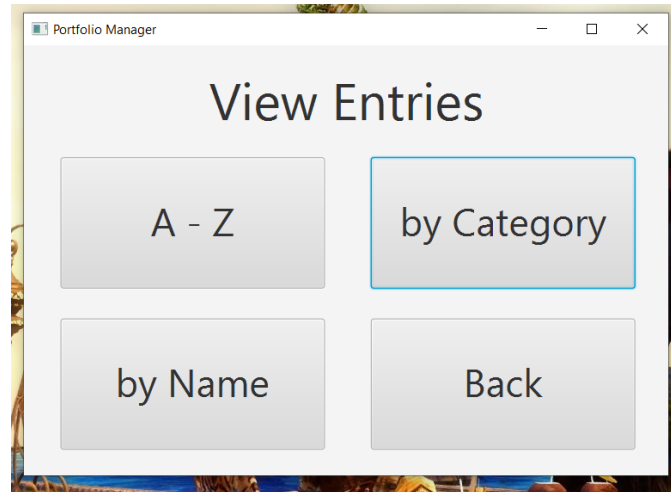 Portfolio Manager
View Entries
A - Z
by Category
by Name
Back